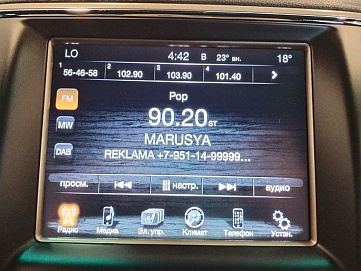 LO 4:42 В 23° вн. 18°
1 56-46-58 2 102.90 3 103.90 4 101.40 >
FM
Pop
90.20 ST
MW
MARUSYA
DAB
REKLAMA +7-951-14-99999...
просм. настр. аудио
Радио Медиа Эл. упр. Климат Телефон Устан.